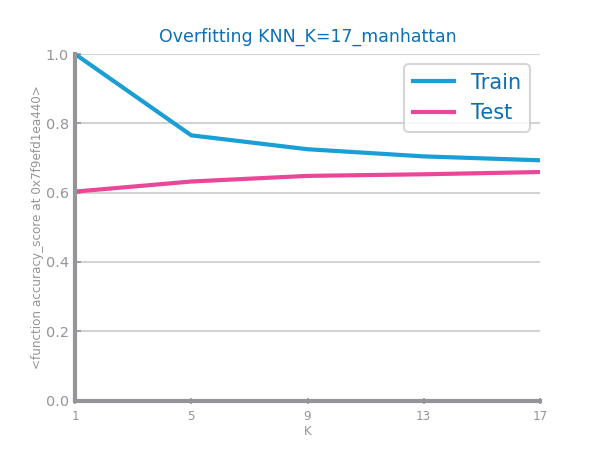 Overfitting KNN_K=17_manhattan
<function accuracy_score at 0x7f9efd1ea440>
1.0
0.8
0.6
0.4
0.2
0.0
Train
Test
1 5 9 13 17
K